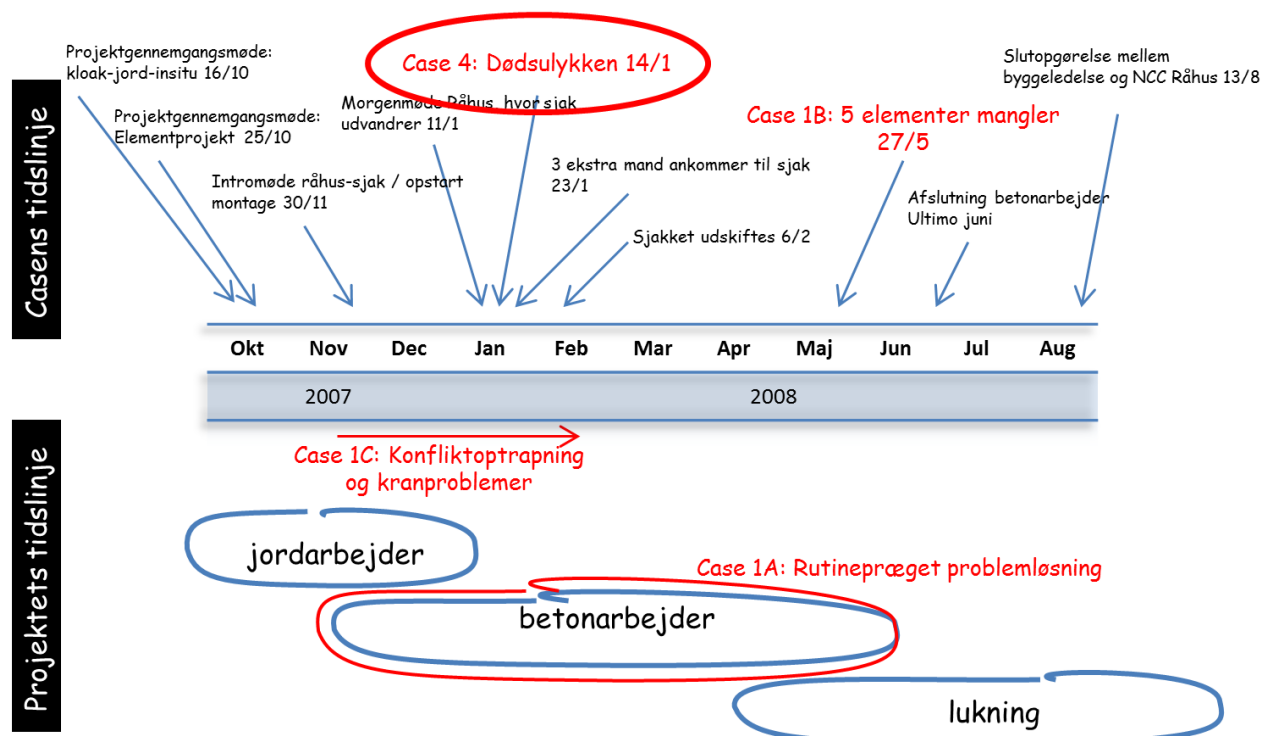 Casens tidslinje
Projektgennemgangsmøde:
kloak-jord-insitu 16/10
Projektgennemgangsmøde:
Elementprojekt 25/10
Intromøde råhus-sjak / opstart
montage 30/11
Case 4: Dødsulykken 14/1
Morgenmøde Råhus, hvor sjak
udvandrer 11/1
3 ekstra mand ankommer til sjak
23/1
Sjakket udskiftes 6/2
Case 1B: 5 elementer mangler
27/5
Afslutning betonarbejder
Ultimo juni
Slutopgørelse mellem
byggeledelse og NCC Råhus 13/8
Okt Nov Dec Jan Feb Mar Apr Maj Jun Jul Aug
2007 2008
Projektets tidslinje
Case 1C: Konfliktoptrapning
og kranproblemer
jordarbejder
Case 1A: Rutinepræget problemløsning
betonarbejder
lukning